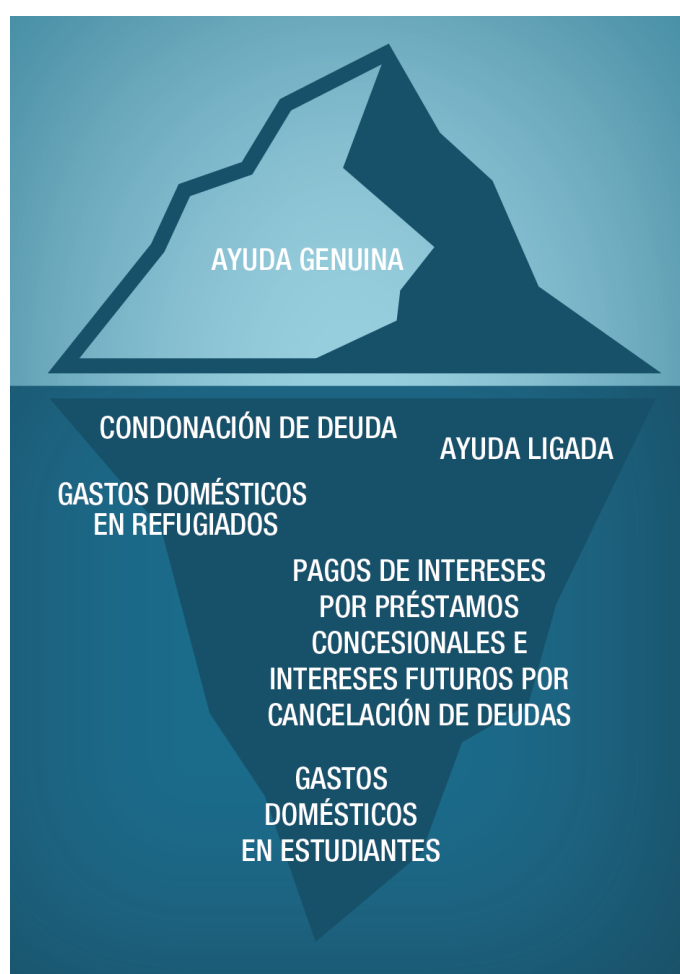 AYUDA GENUINA
CONDONACIÓN DE DEUDA
AYUDA LIGADA
GASTOS DOMÉSTICOS
EN REFUGIADOS
PAGOS DE INTERESES
POR PRÉSTAMOS
CONCESIONALES E
INTERESES FUTUROS POR
CANCELACIÓN DE DEUDAS
GASTOS
DOMÉSTICOS
EN ESTUDIANTES